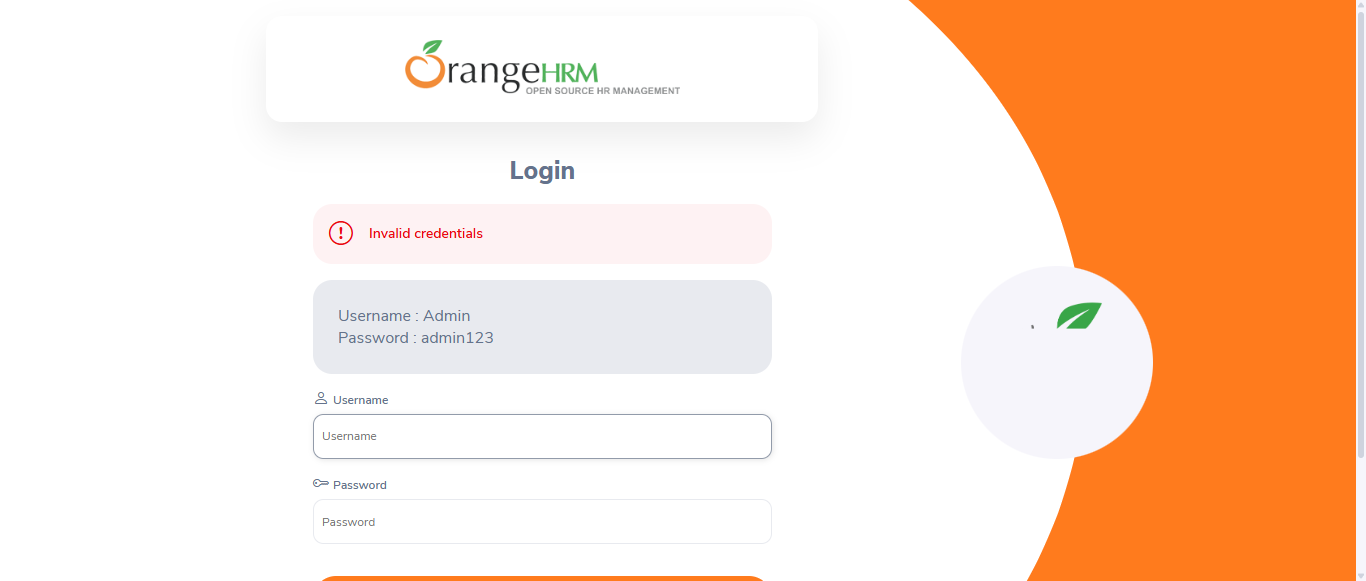 OrangeHRM
OPEN SOURCE HR MANAGEMENT
Login
Invalid credentials
Username : Admin
Password : admin123
Username
Username
Password
Password